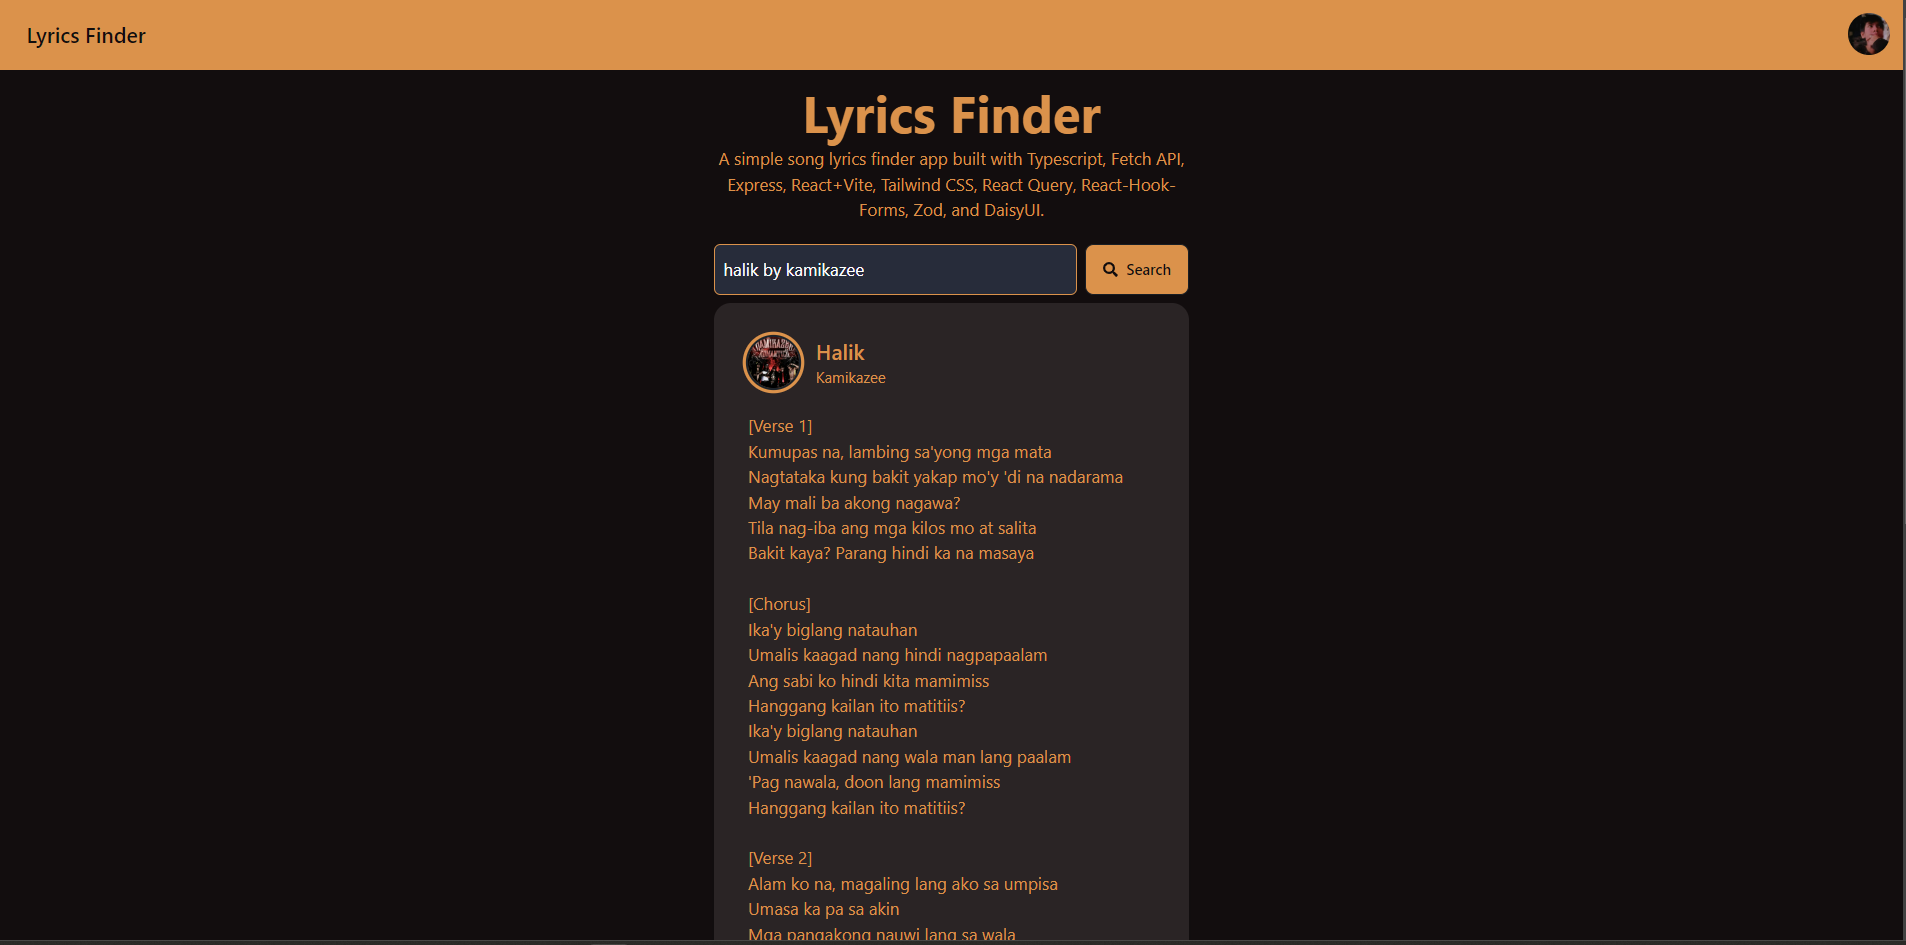 Lyrics Finder
Lyrics Finder
A simple song lyrics finder app built with Typescript, Fetch API,
Express, React+Vite, Tailwind CSS, React Query, React-Hook-
Forms, Zod, and DaisyUI.
halik by kamikazee
Search
Halik
Kamikazee
[Verse 1]
Kumupas na, lambing sa'yong mga mata
Nagtataka kung bakit yakap mo'y 'di na nadarama
May mali ba akong nagawa?
Tila nag-iba ang mga kilos mo at salita
Bakit kaya? Parang hindi ka na masaya
[Chorus]
Ika'y biglang natauhan
Umalis kaagad nang hindi nagpapaalam
Ang sabi ko hindi kita mamimiss
Hanggang kailan ito matitiis?
Ika'y biglang natauhan
Umalis kaagad nang wala man lang paalam
'Pag nawala, doon lang mamimiss
Hanggang kailan ito matitiis?
[Verse 2]
Alam ko na, magaling lang ako sa umpisa
Umasa ka pa sa akin
Mga pangakong nauwi lang sa wala